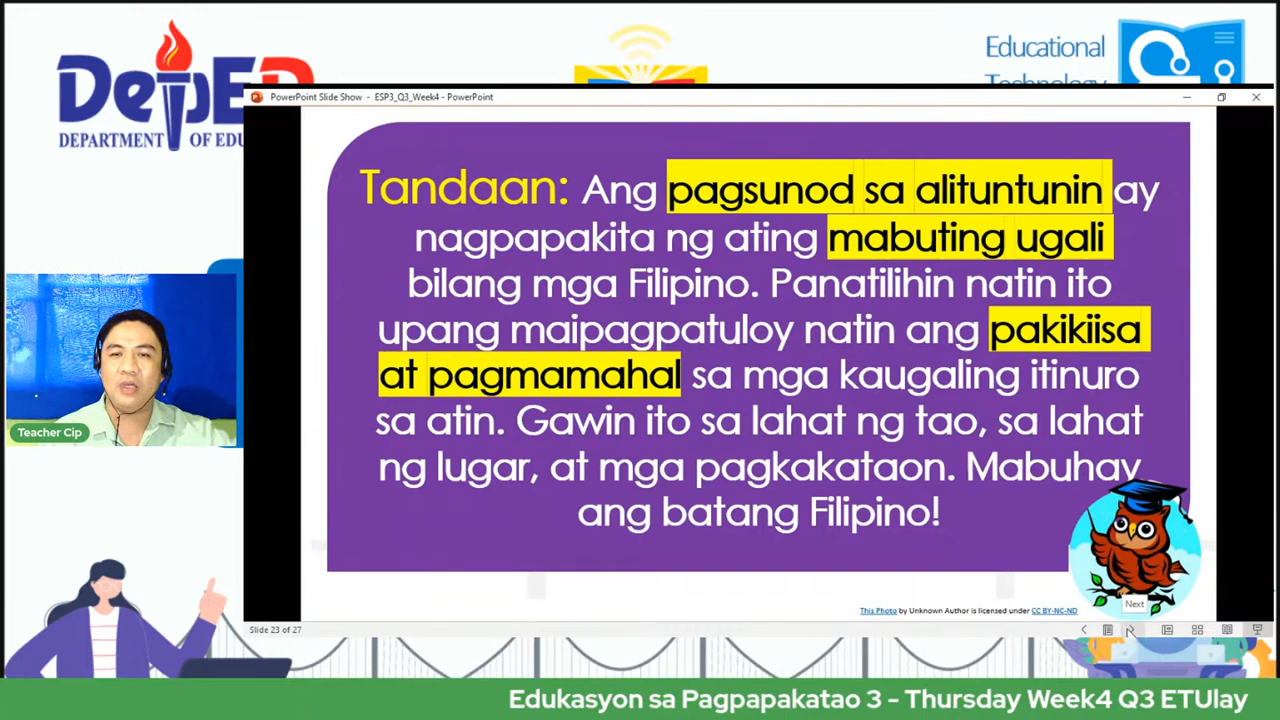 DepED
DEPARTMENT OF EDU
Educational
Technology
PowerPoint Slide Show - ESP3_Q3_Week4 - PowerPoint
Tandaan: Ang pagsunod sa alituntunin ay
nagpapakita ng ating mabuting ugali
bilang mga Filipino. Panatilihin natin ito
upang maipagpatuloy natin ang pakikiisa
at pagmamahal sa mga kaugaling itinuro
sa atin. Gawin ito sa lahat ng tao, sa lahat
ng lugar, at mga pagkakataon. Mabuhay
ang batang Filipino!
Teacher Cip
Next
This Photo by Unknown Author is licensed under CC BY-NC-ND
Slide 23 of 27
Edukasyon sa Pagpapakatao 3 - Thursday Week4 Q3 ETUlay